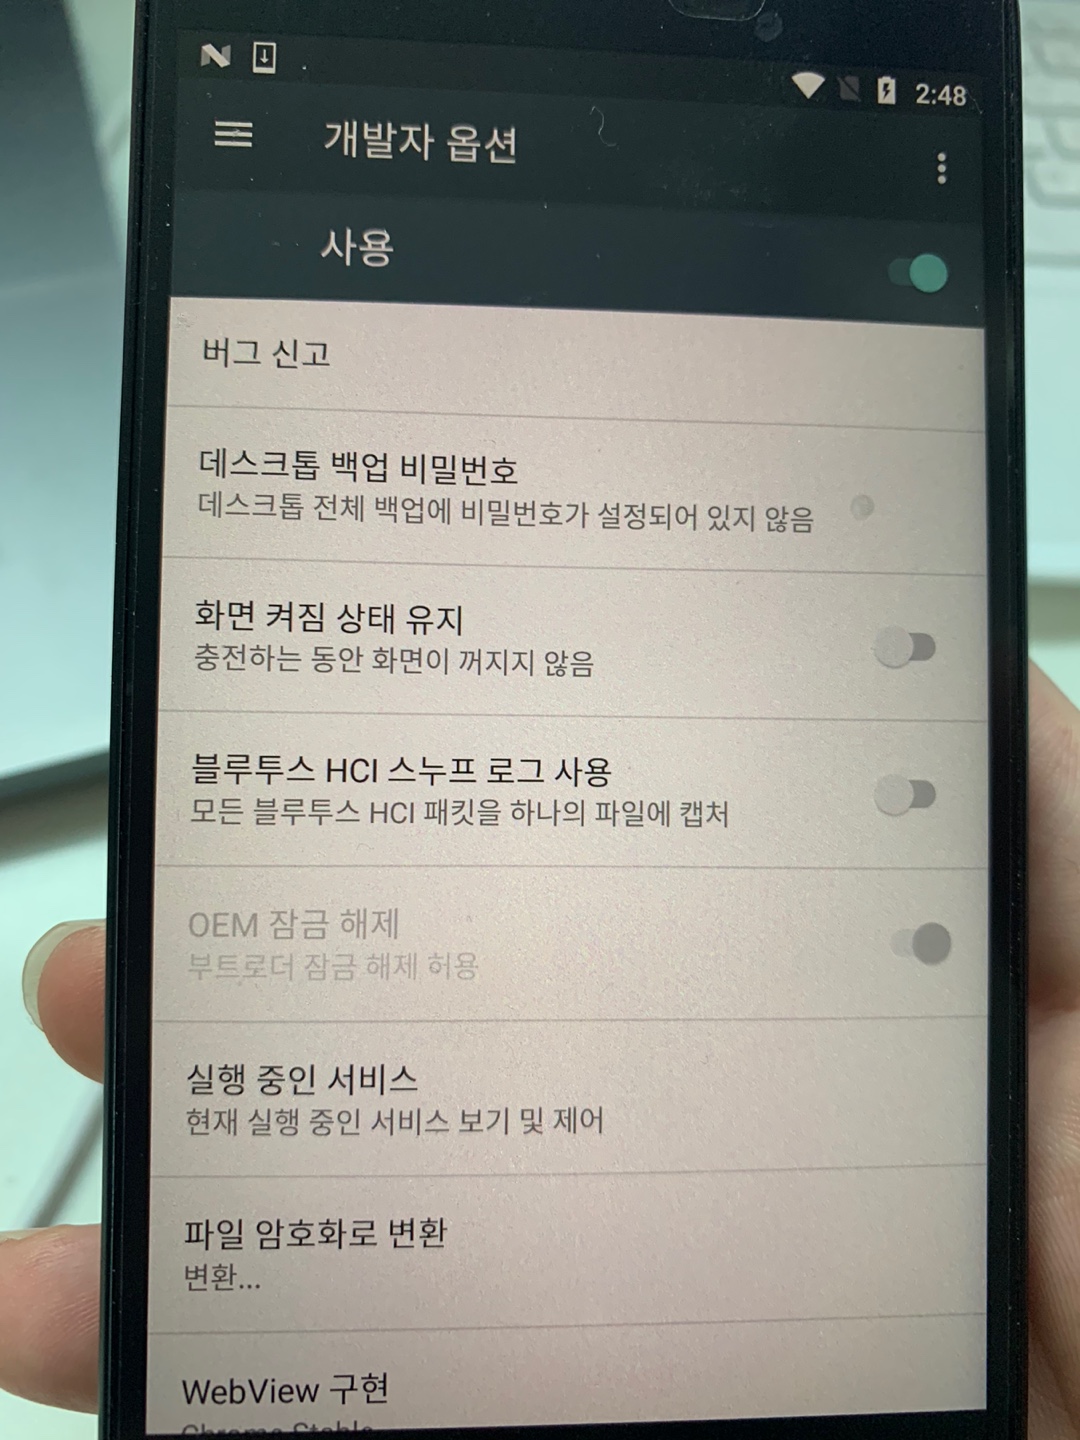 2:48
개발자 옵션
사용
버그 신고
데스크톱 백업 비밀번호
데스크톱 전체 백업에 비밀번호가 설정되어 있지 않음
화면 켜짐 상태 유지
충전하는 동안 화면이 꺼지지 않음
블루투스 HCI 스누프 로그 사용
모든 블루투스 HCI 패킷을 하나의 파일에 캡처
OEM 잠금 해제
부트로더 잠금 해제 허용
실행 중인 서비스
현재 실행 중인 서비스 보기 및 제어
파일 암호화로 변환
변환...
WebView 구현
Chrome Stable